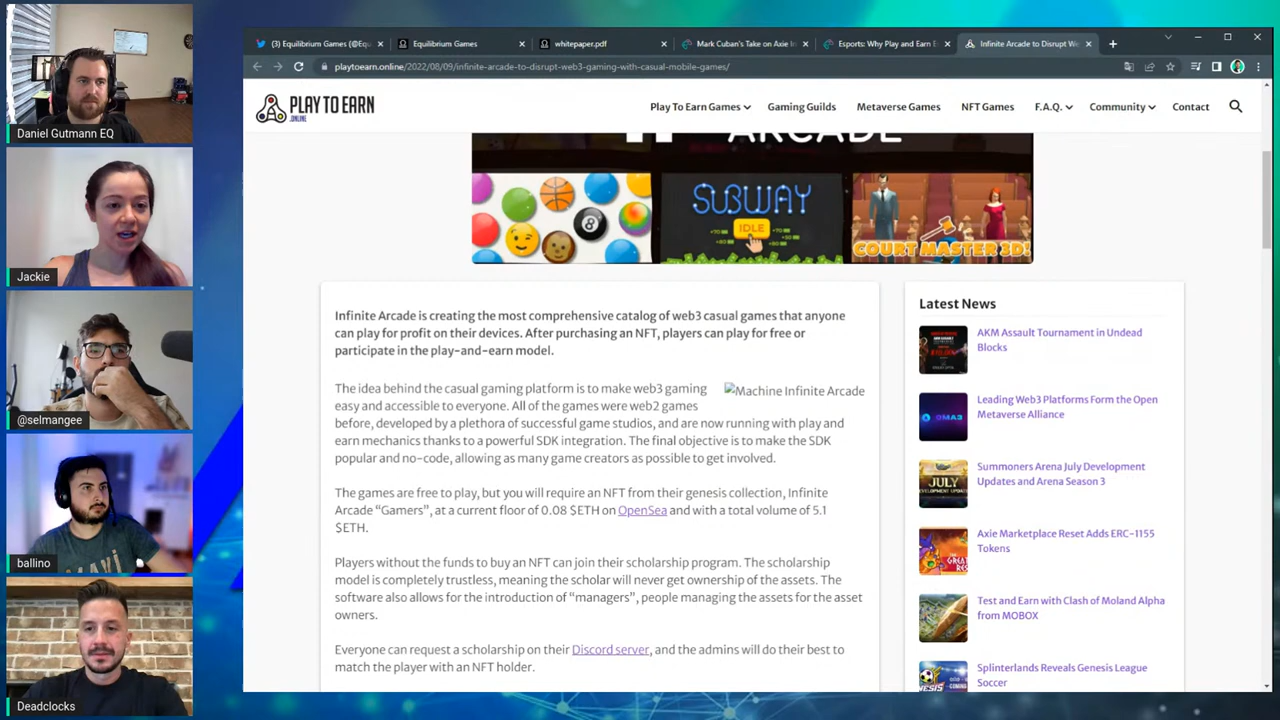 Daniel Gutmann EQ
Jackie
@selmangee
ballino
Deadclocks
(3) Equilibrium Games (@Equ
Equilibrium Games
whitepaper.pdf
Mark Cuban's Take on Axie In
Esports: Why Play and Earn E
Infinite Arcade to Disrupt We
playtoearn.online/2022/08/09/infinite-arcade-to-disrupt-web3-gaming-with-casual-mobile-games/
PLAY TO EARN
.ONLINE
Play To Earn Games
Gaming Guilds
Metaverse Games
NFT Games
F.A.Q.
Community
Contact
ARCADE
8
SUBWAY
IDLE
COURT MASTER 3D!
Infinite Arcade is creating the most comprehensive catalog of web3 casual games that anyone
can play for profit on their devices. After purchasing an NFT, players can play for free or
participate in the play-and-earn model.
The idea behind the casual gaming platform is to make web3 gaming
easy and accessible to everyone. All of the games were web2 games
before, developed by a plethora of successful game studios, and are now running with play and
earn mechanics thanks to a powerful SDK integration. The final objective is to make the SDK
popular and no-code, allowing as many game creators as possible to get involved.
Machine Infinite Arcade
The games are free to play, but you will require an NFT from their genesis collection, Infinite
Arcade “Gamers”, at a current floor of 0.08 $ETH on OpenSea and with a total volume of 5.1
$ETH.
Players without the funds to buy an NFT can join their scholarship program. The scholarship
model is completely trustless, meaning the scholar will never get ownership of the assets. The
software also allows for the introduction of “managers”, people managing the assets for the asset
owners.
Everyone can request a scholarship on their Discord server, and the admins will do their best to
match the player with an NFT holder.
Latest News
AKM Assault Tournament in Undead
Blocks
Leading Web3 Platforms Form the Open
Metaverse Alliance
Summoners Arena July Development
Updates and Arena Season 3
JULY
Axie Marketplace Reset Adds ERC-1155
Tokens
Test and Earn with Clash of Moland Alpha
from MOBOX
Splinterlands Reveals Genesis League
Soccer